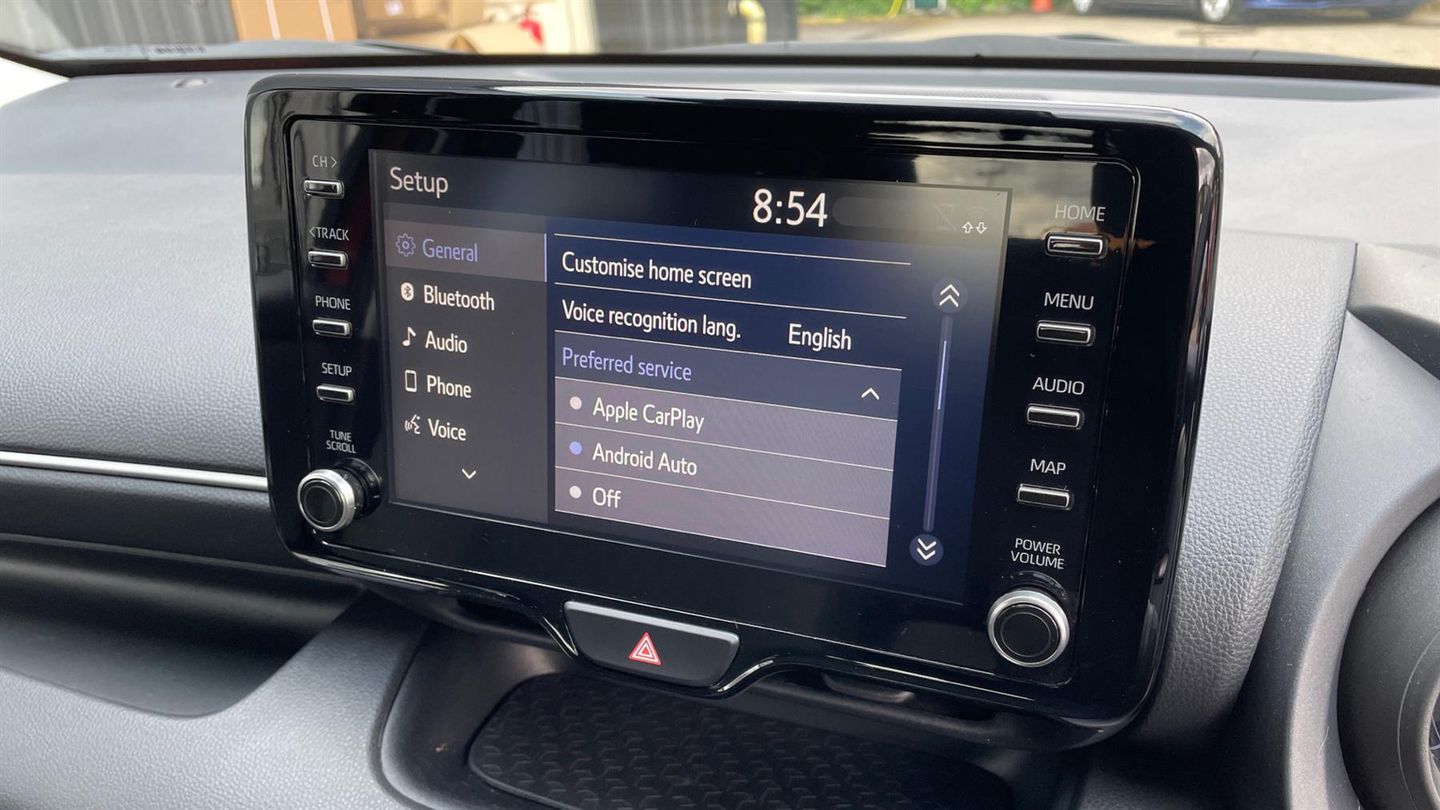 CH >
< TRACK
PHONE
SETUP
TUNE
SCROLL
Setup
8:54
General
Bluetooth
Audio
Phone
Voice
Customise home screen
Voice recognition lang. English
Preferred service
Apple CarPlay
Android Auto
Off
HOME
MENU
AUDIO
MAP
POWER
VOLUME